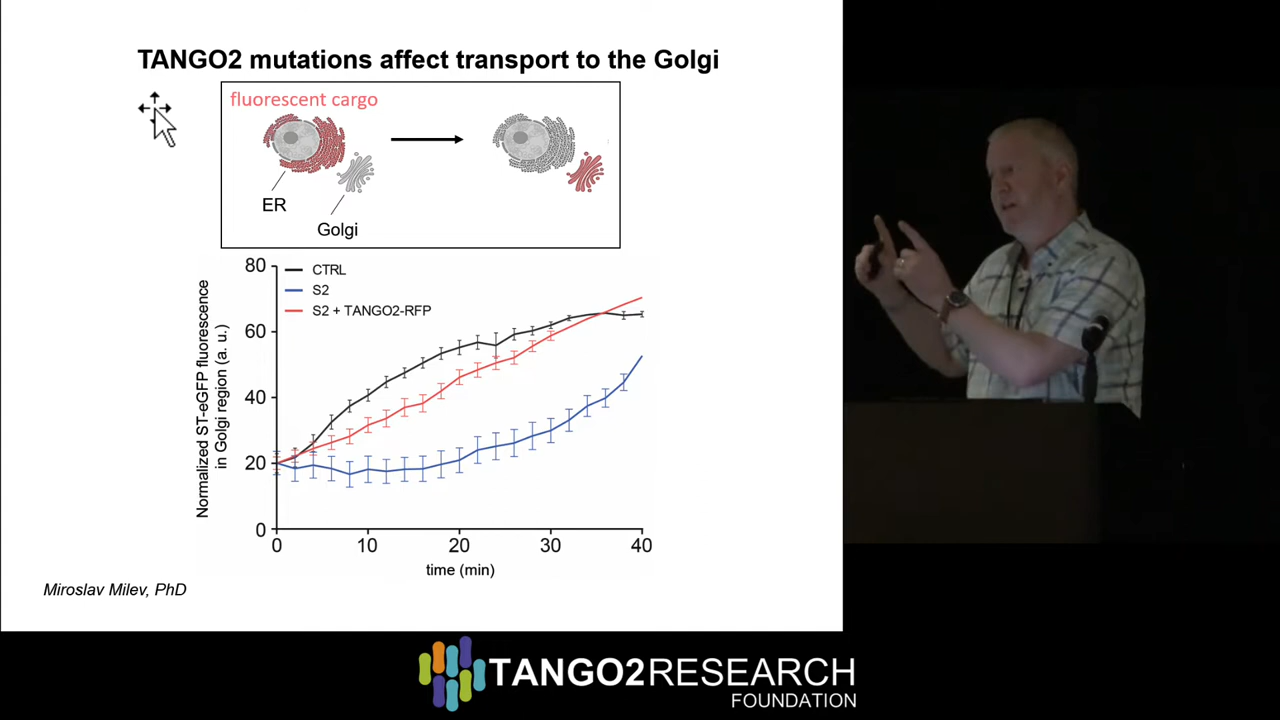 TANGO2 mutations affect transport to the Golgi
fluorescent cargo
ER
Golgi
Normalized ST-eGFP fluorescence
in Golgi region (a. u.)
80
60
40
20
0
CTRL
S2
S2 + TANGO2-RFP
0 10 20 30 40
time (min)
Miroslav Milev, PhD
TANGO2RESEARCH
FOUNDATION